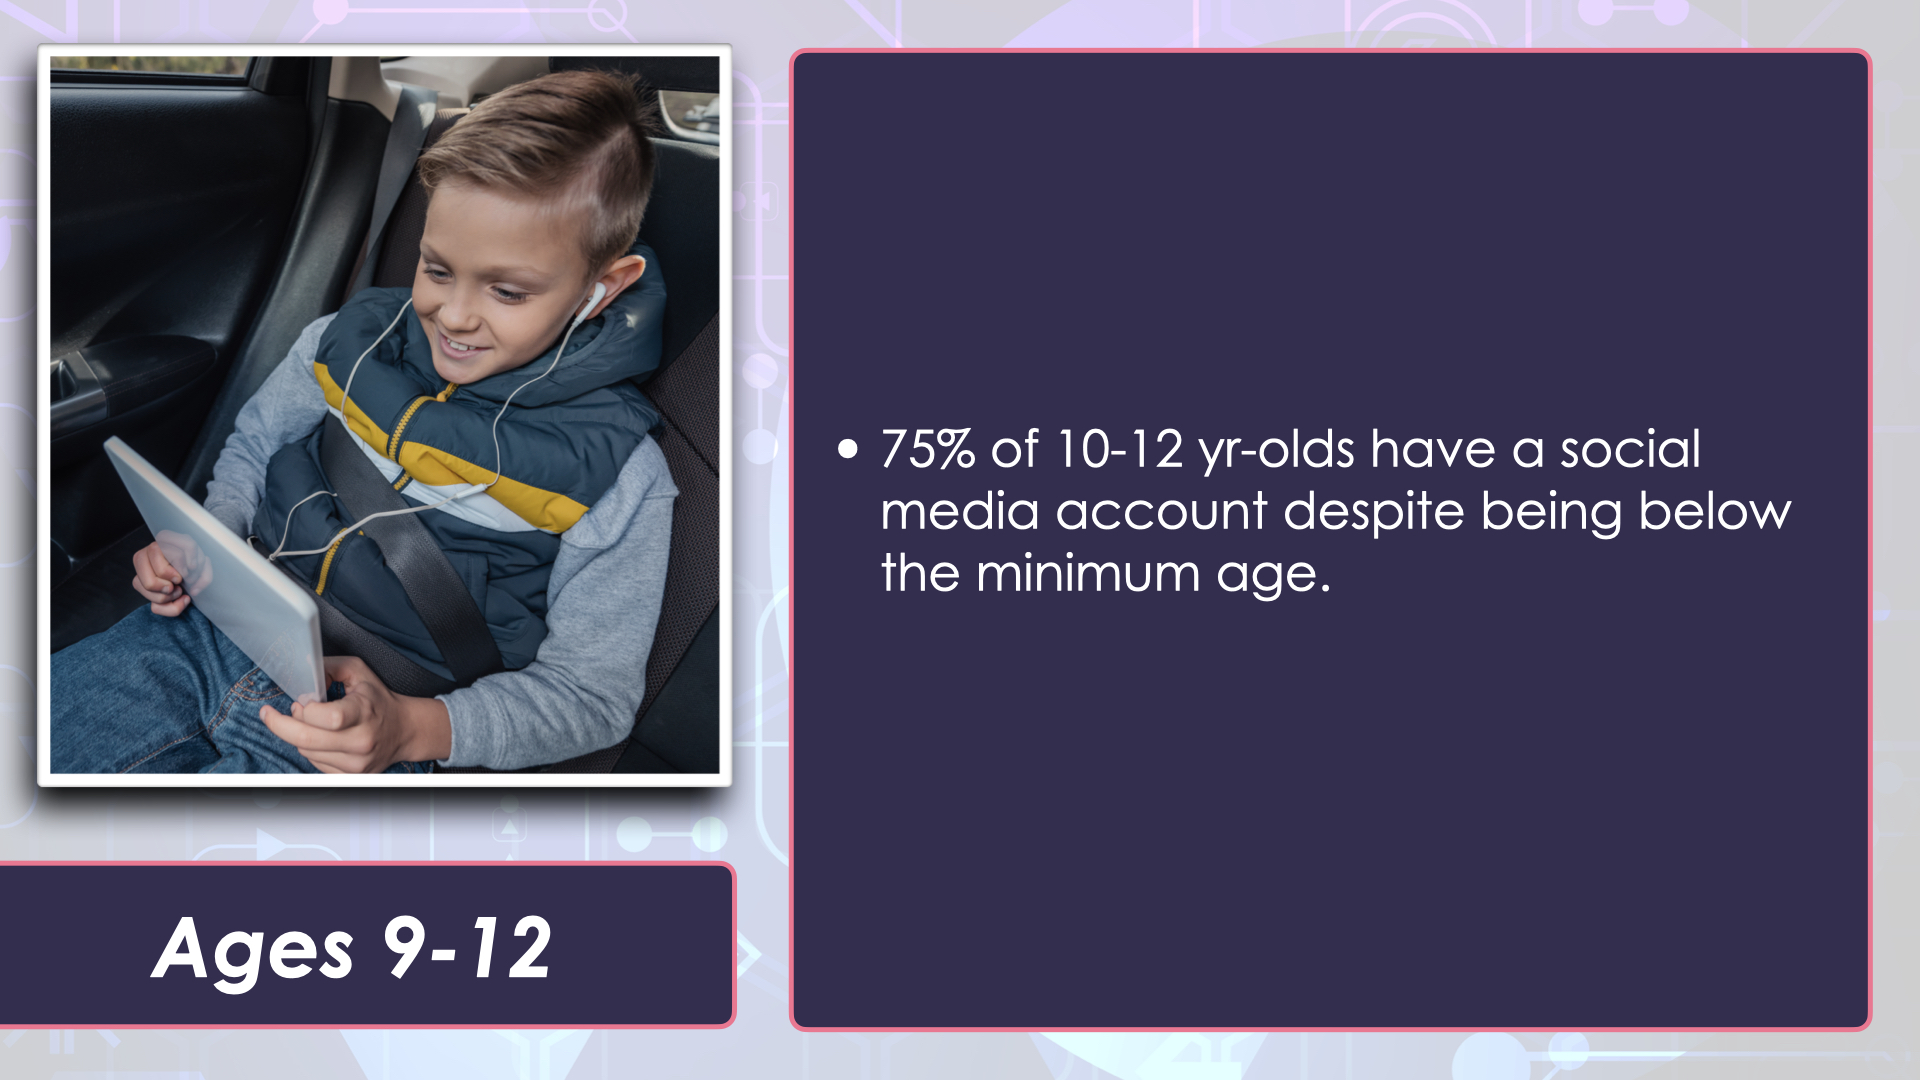 • 75% of 10-12 yr-olds have a social
media account despite being below
the minimum age.
Ages 9-12